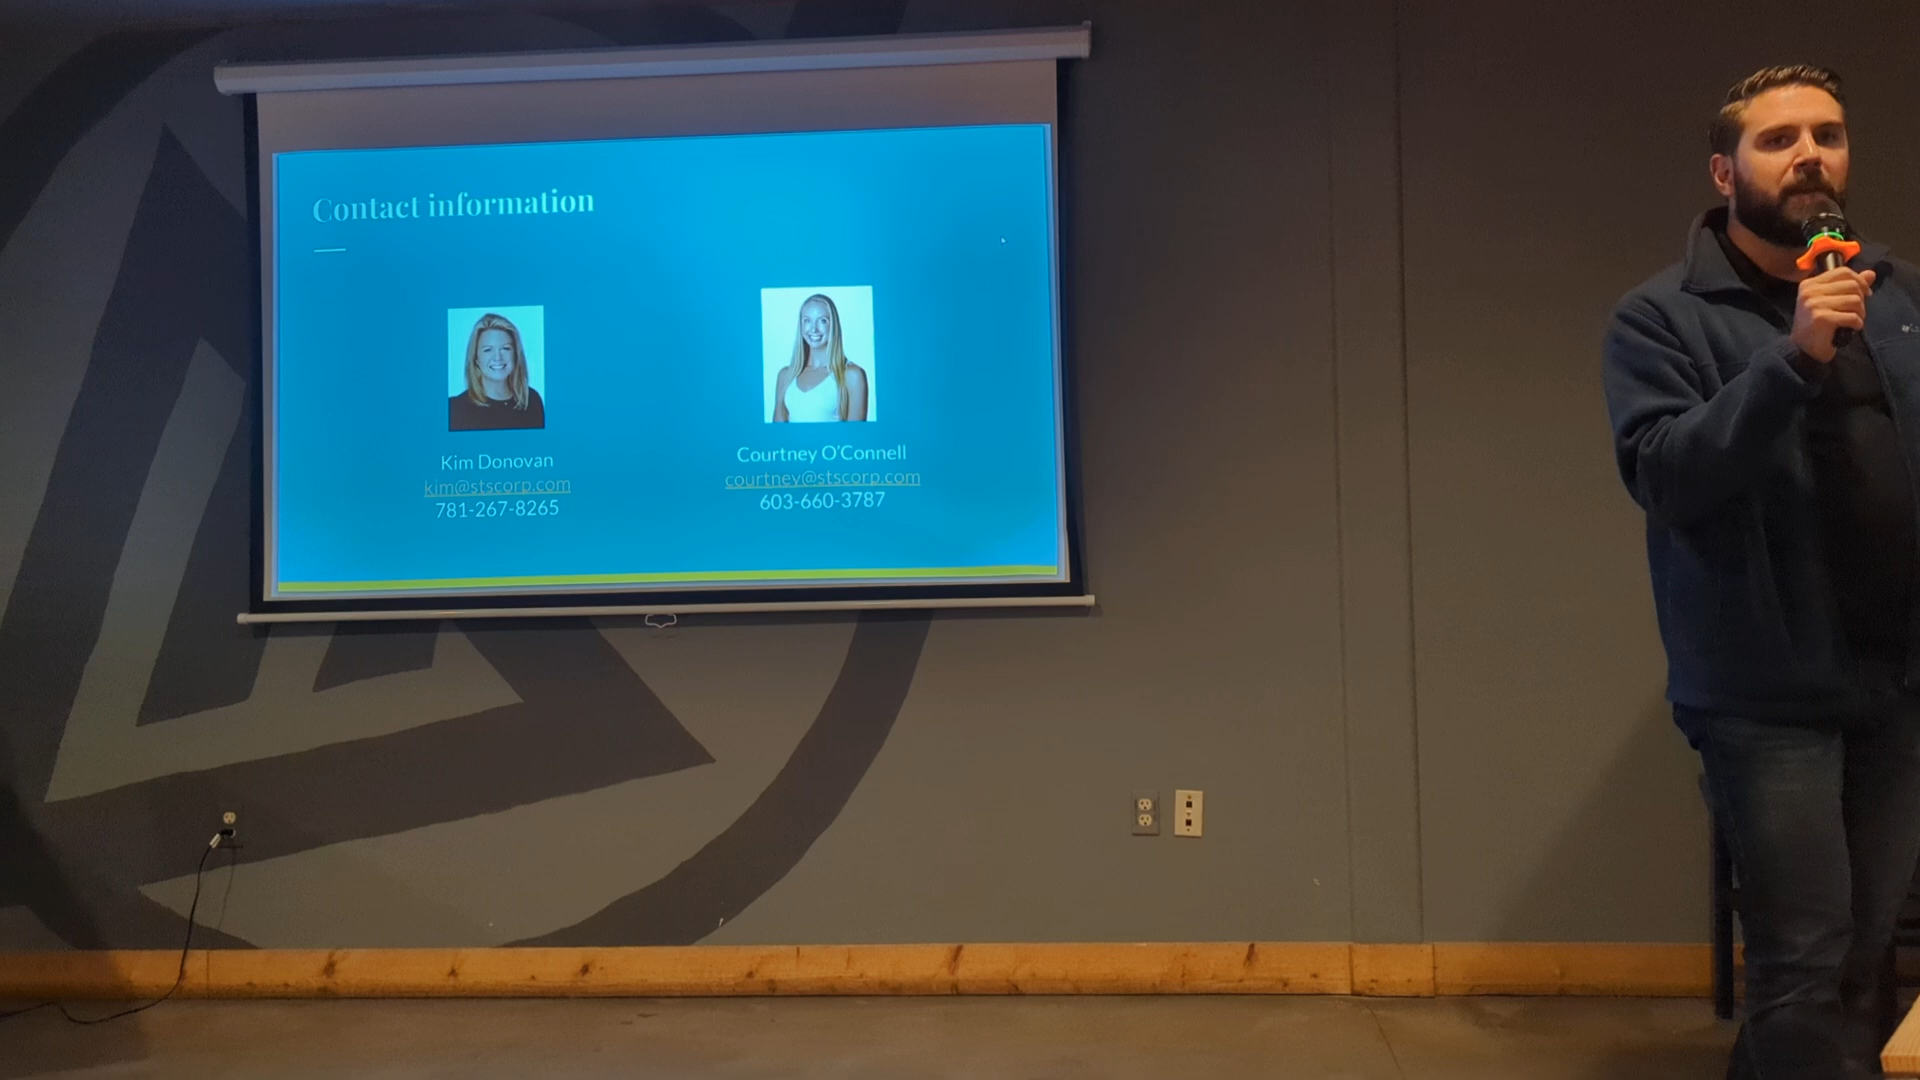 Contact information
Kim Donovan
kim@stscorp.com
781-267-8265
Courtney O'Connell
courtney@stscorp.com
603-660-3787